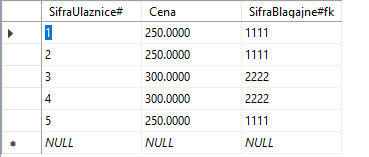 SifraUlaznice# Cena SifraBlagajne#fk
1 250.0000 1111
2 250.0000 1111
3 300.0000 2222
4 300.0000 2222
5 250.0000 1111
NULL NULL NULL